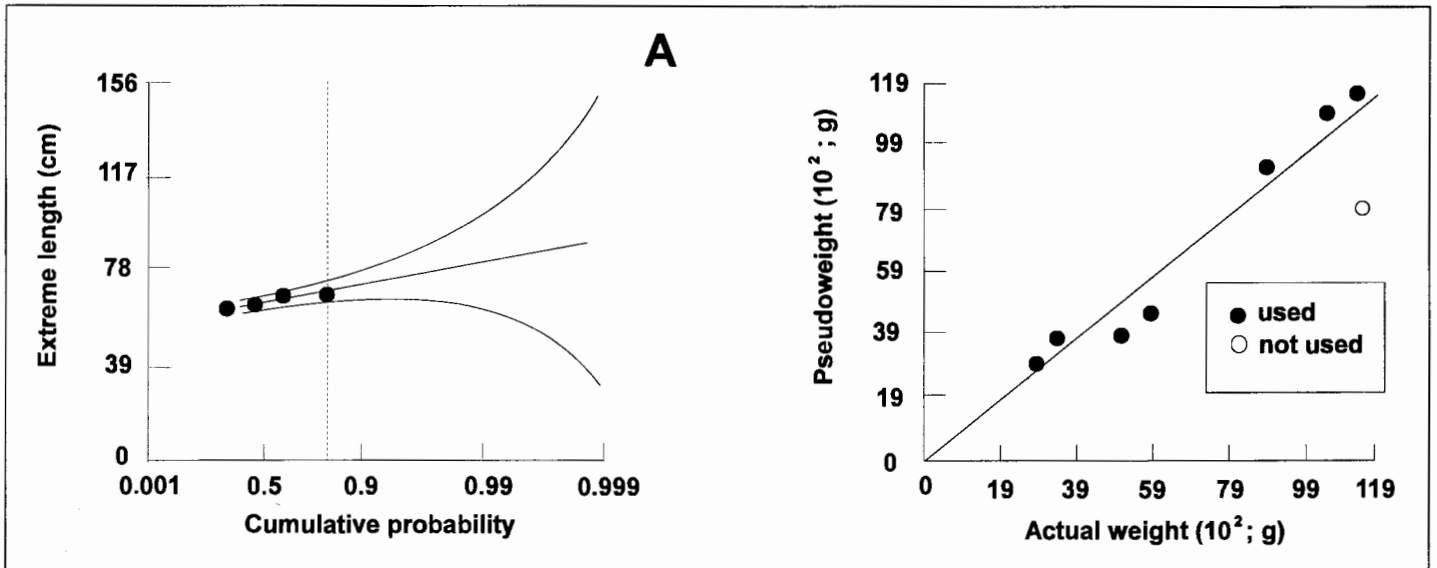 A
156
117
78
39
0
Extreme length (cm)
0.001 0.5 0.9 0.99 0.999
Cumulative probability
119
99
79
59
39
19
0
Pseudoweight (10²; g)
used
not used
0 19 39 59 79 99 119
Actual weight (10²; g)